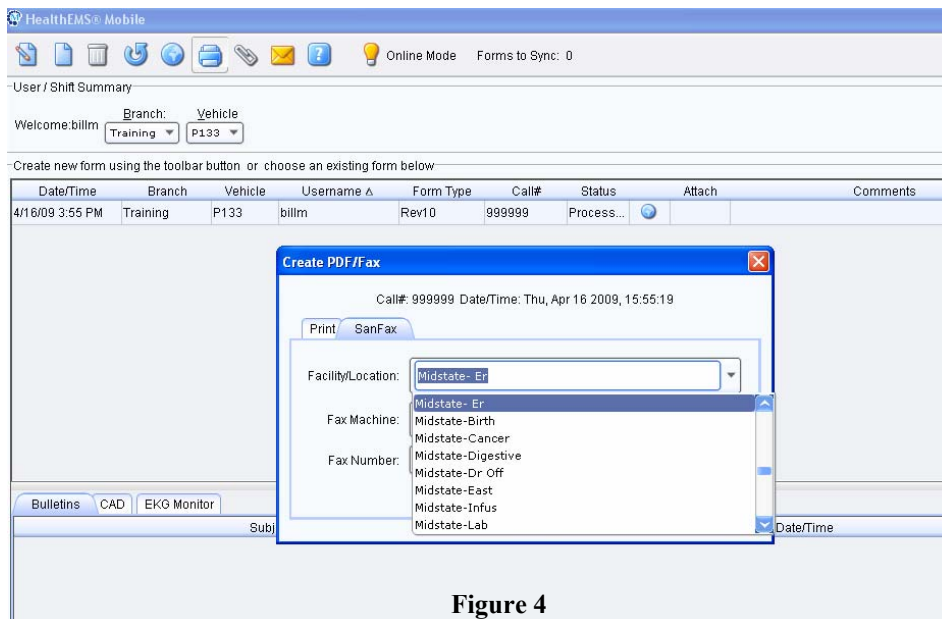 HealthEMS® Mobile
Online Mode Forms to Sync: 0
User / Shift Summary
Welcome:billm Branch: Training Vehicle P133
Create new form using the toolbar button or choose an existing form below
Date/Time Branch Vehicle Username Form Type Call# Status Attach Comments
4/16/09 3:55 PM Training P133 billm Rev10 999999 Process...
Create PDF/Fax
Call#: 999999 Date/Time: Thu, Apr 16 2009, 15:55:19
Print SanFax
Facility/Location: Midstate- Er
Midstate- Er
Fax Machine: Midstate-Birth
Midstate-Cancer
Fax Number: Midstate-Digestive
Midstate-Dr Off
Midstate-East
Midstate-Infus
Midstate-Lab
Bulletins CAD EKG Monitor
Subj Date/Time
Figure 4